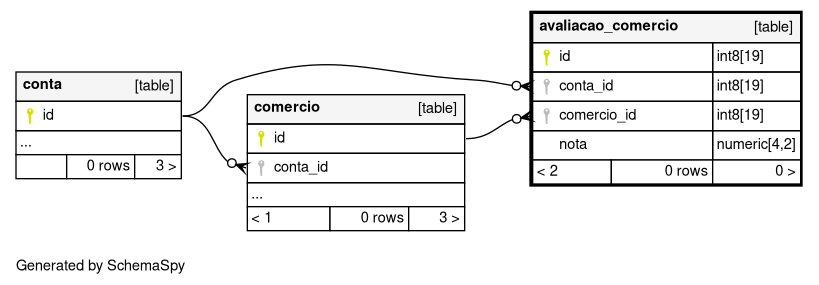 avaliacao_comercio [table]
id int8[19]
conta_id int8[19]
comercio_id int8[19]
nota numeric[4,2]
< 2 0 rows 0 >
conta [table]
id
...
0 rows 3 >
comercio [table]
id
conta_id
...
< 1 0 rows 3 >
Generated by SchemaSpy